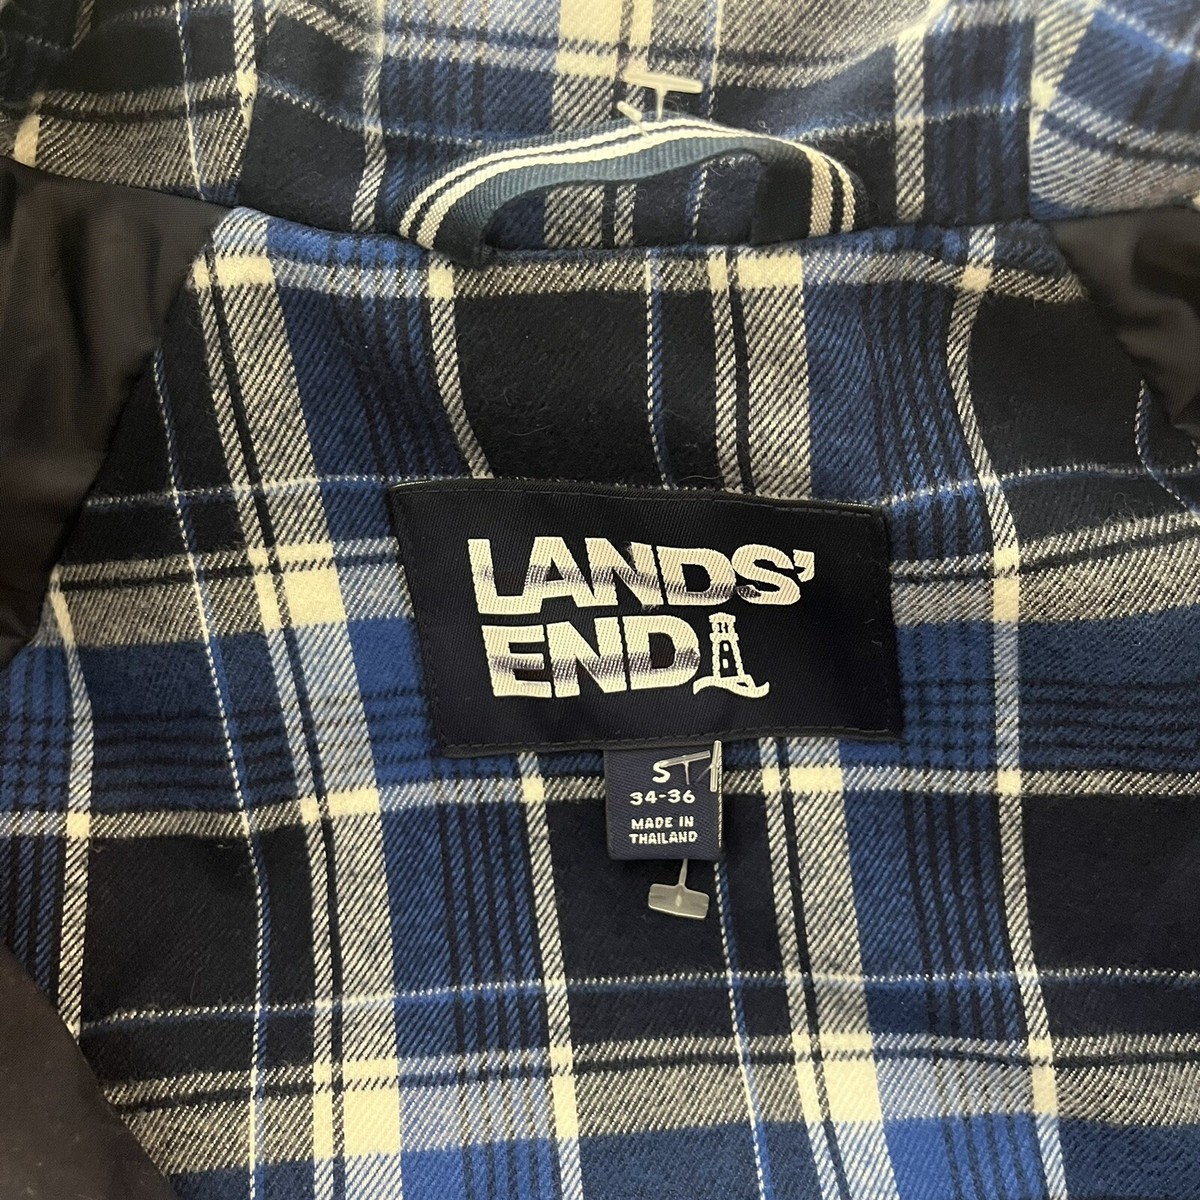 LANDS'
END
S
34-36
MADE IN
THAILAND